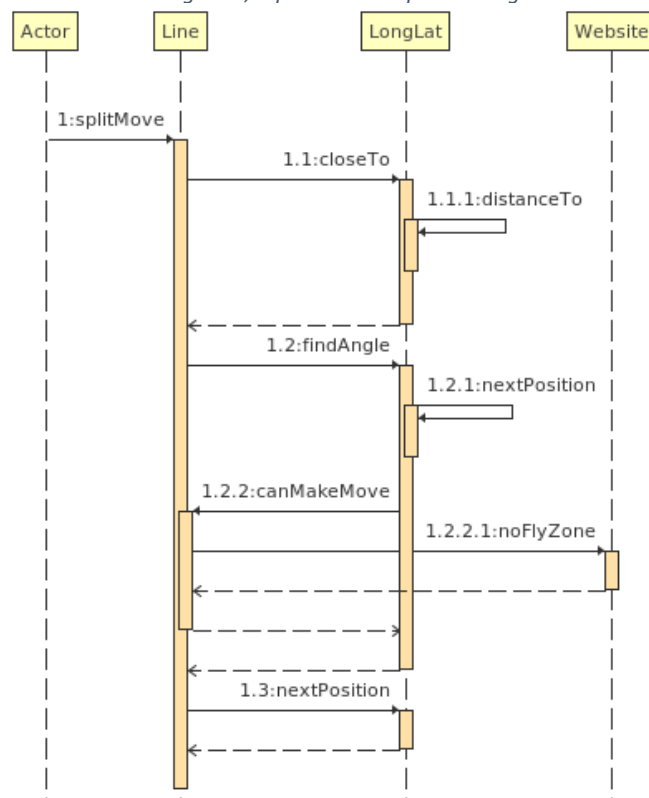 Actor
Line
LongLat
Website
1:splitMove
1.1:closeTo
1.1.1:distanceTo
1.2:findAngle
1.2.1:nextPosition
1.2.2:canMakeMove
1.2.2.1:noFlyZone
1.3:nextPosition